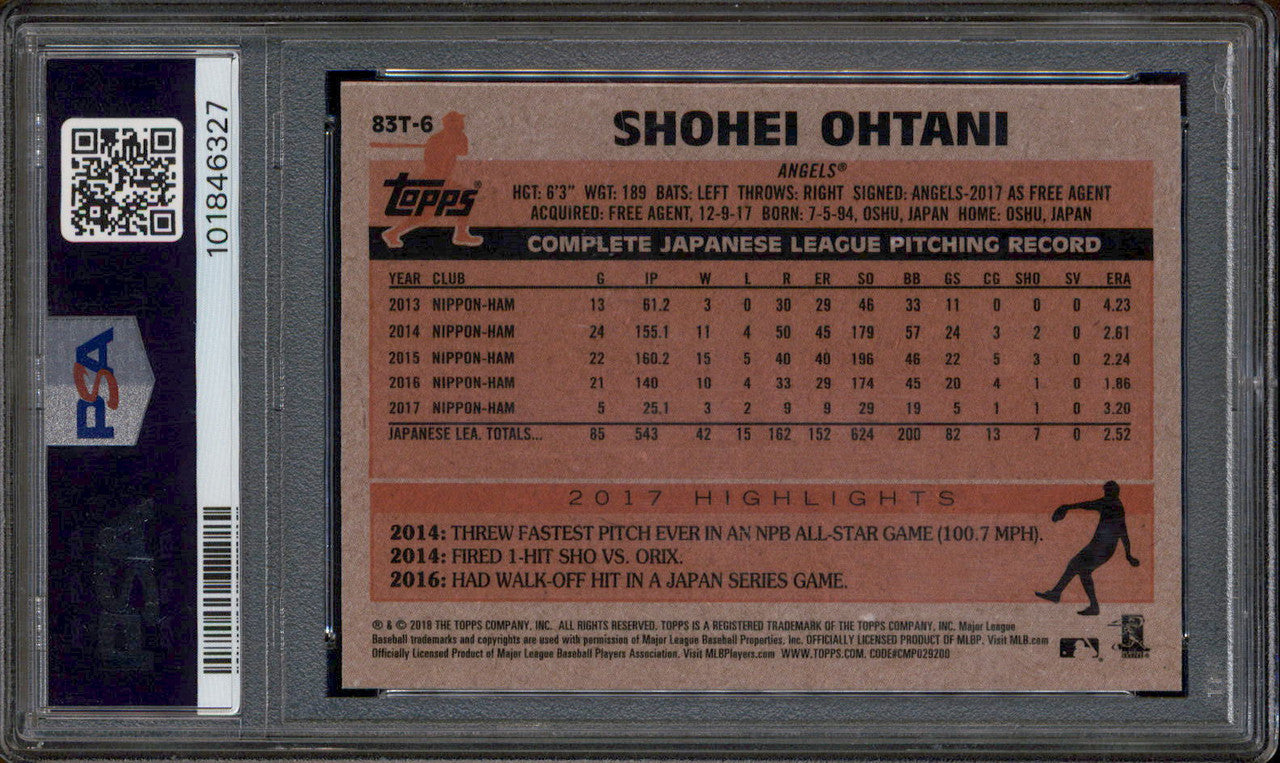 101846327
PSA
PSA
83T-6
SHOHEI OHTANI
ANGELS®
Topps®
HGT: 6'3" WGT: 189 BATS: LEFT THROWS: RIGHT SIGNED: ANGELS-2017 AS FREE AGENT
ACQUIRED: FREE AGENT, 12-9-17 BORN: 7-5-94, OSHU, JAPAN HOME: OSHU, JAPAN
COMPLETE JAPANESE LEAGUE PITCHING RECORD
YEAR CLUB G IP W L R ER SO BB GS CG SHO SV ERA
2013 NIPPON-HAM 13 61.2 3 0 30 29 46 33 11 0 0 0 4.23
2014 NIPPON-HAM 24 155.1 11 4 50 45 179 57 24 3 2 0 2.61
2015 NIPPON-HAM 22 160.2 15 5 40 40 196 46 22 5 3 0 2.24
2016 NIPPON-HAM 21 140 10 4 33 29 174 45 20 4 1 0 1.86
2017 NIPPON-HAM 5 25.1 3 2 9 9 29 19 5 1 1 0 3.20
JAPANESE LEA. TOTALS... 85 543 42 15 162 152 624 200 82 13 7 0 2.52
2017 HIGHLIGHTS
2014: THREW FASTEST PITCH EVER IN AN NPB ALL-STAR GAME (100.7 MPH).
2014: FIRED 1-HIT SHO VS. ORIX.
2016: HAD WALK-OFF HIT IN A JAPAN SERIES GAME.
® & © 2018 THE TOPPS COMPANY, INC. ALL RIGHTS RESERVED. TOPPS IS A REGISTERED TRADEMARK OF THE TOPPS COMPANY, INC. Major League
Baseball trademarks and copyrights are used with permission of Major League Baseball Properties, Inc. OFFICIALLY LICENSED PRODUCT OF MLBP. Visit MLB.com
Officially Licensed Product of Major League Baseball Players Association. Visit MLBPlayers.com WWW.TOPPS.COM. CODE#CMP029200